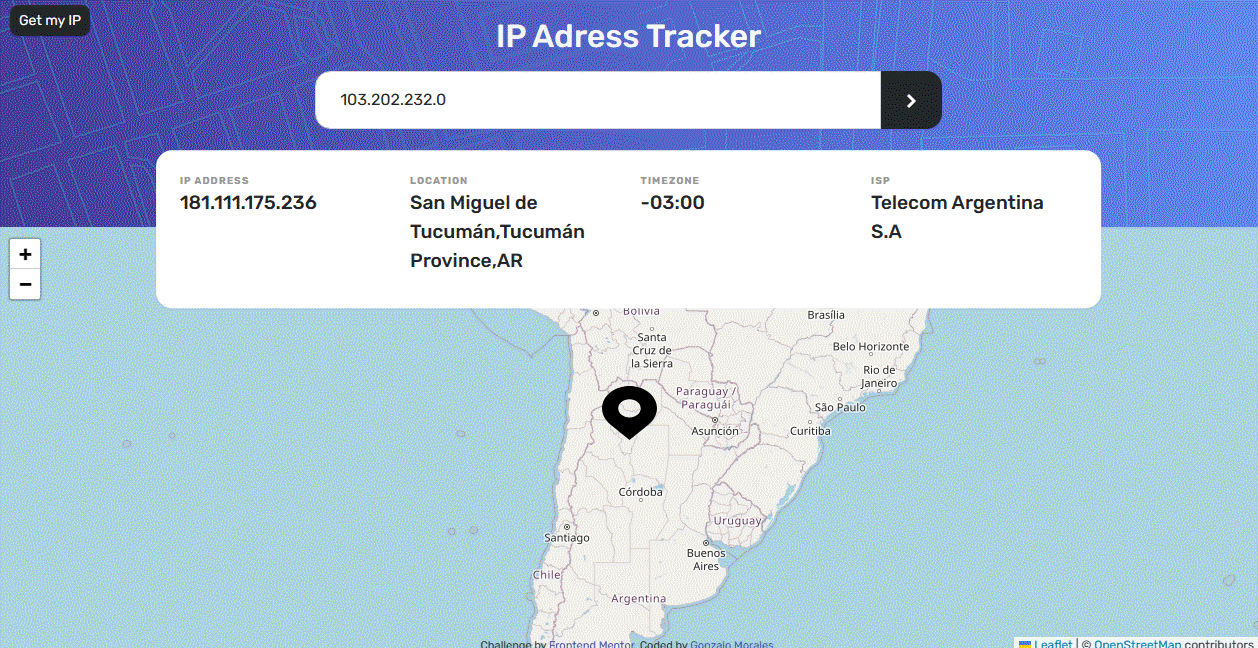 Get my IP
IP Adress Tracker
103.202.232.0
IP ADDRESS
181.111.175.236
LOCATION
San Miguel de
Tucumán,Tucumán
Province,AR
TIMEZONE
-03:00
ISP
Telecom Argentina
S.A
+
−
Bolivia
Brasília
Santa
Cruz de
la Sierra
Belo Horizonte
Rio de
Janeiro
Paraguay /
Paraguái
São Paulo
Asunción
Curitiba
Córdoba
Uruguay
Santiago
Buenos
Aires
Chile
Argentina
Challenge by Frontend Mentor. Coded by Gonzalo Morales.
Leaflet | © OpenStreetMap contributors